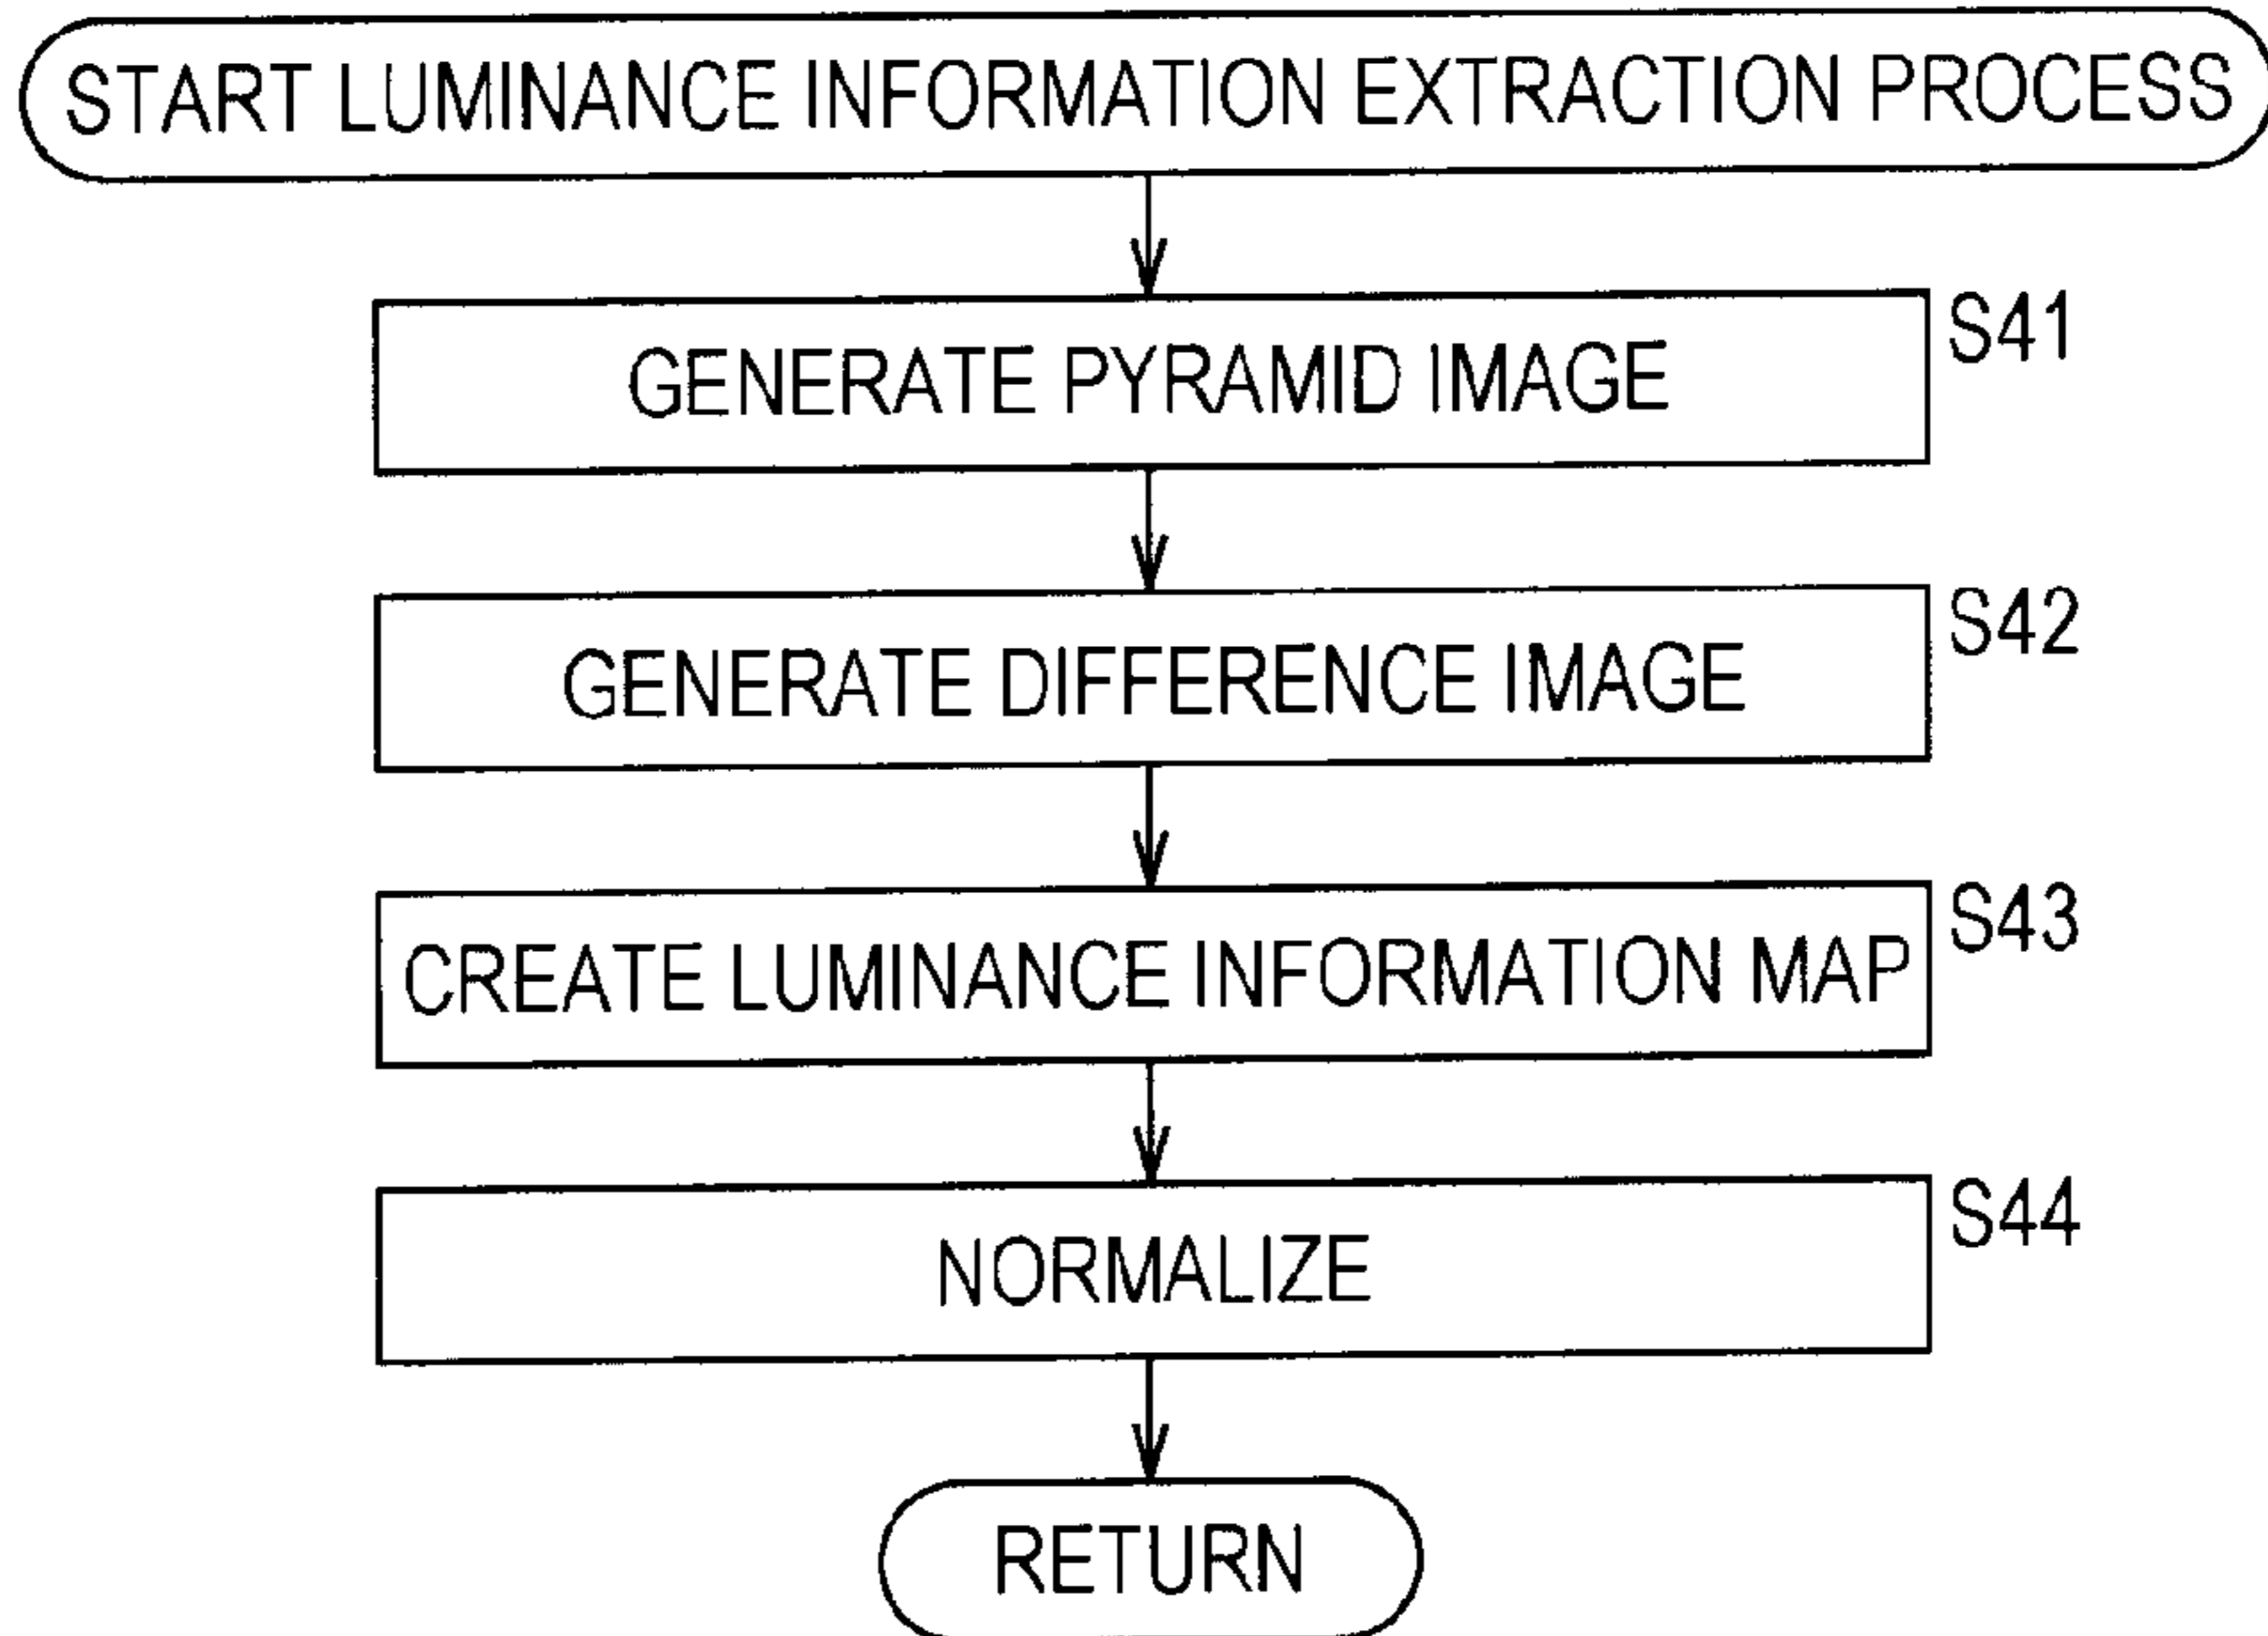 START LUMINANCE INFORMATION EXTRACTION PROCESS
GENERATE PYRAMID IMAGE
S41
GENERATE DIFFERENCE IMAGE
S42
CREATE LUMINANCE INFORMATION MAP
S43
NORMALIZE
S44
RETURN